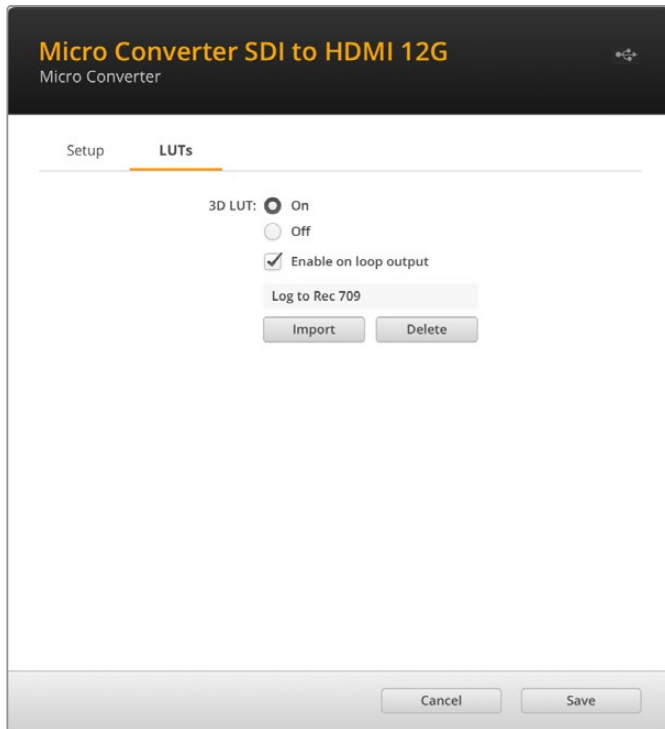 Micro Converter SDI to HDMI 12G
Micro Converter
Setup LUTs
3D LUT: On
Off
Enable on loop output
Log to Rec 709
Import Delete
Cancel Save